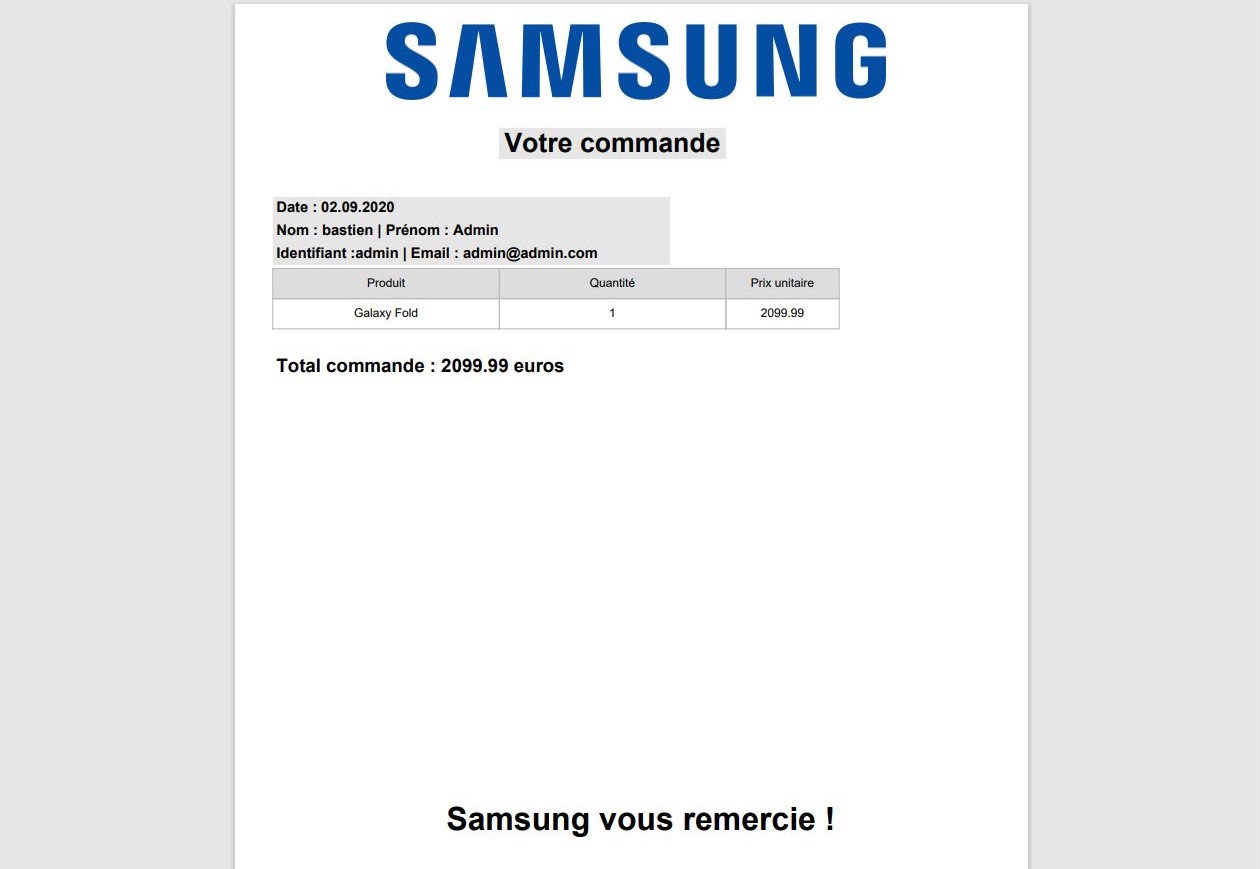 SAMSUNG
Votre commande
Date : 02.09.2020
Nom : bastien | Prénom : Admin
Identifiant :admin | Email : admin@admin.com
Produit Quantité Prix unitaire
Galaxy Fold 1 2099.99
Total commande : 2099.99 euros
Samsung vous remercie !